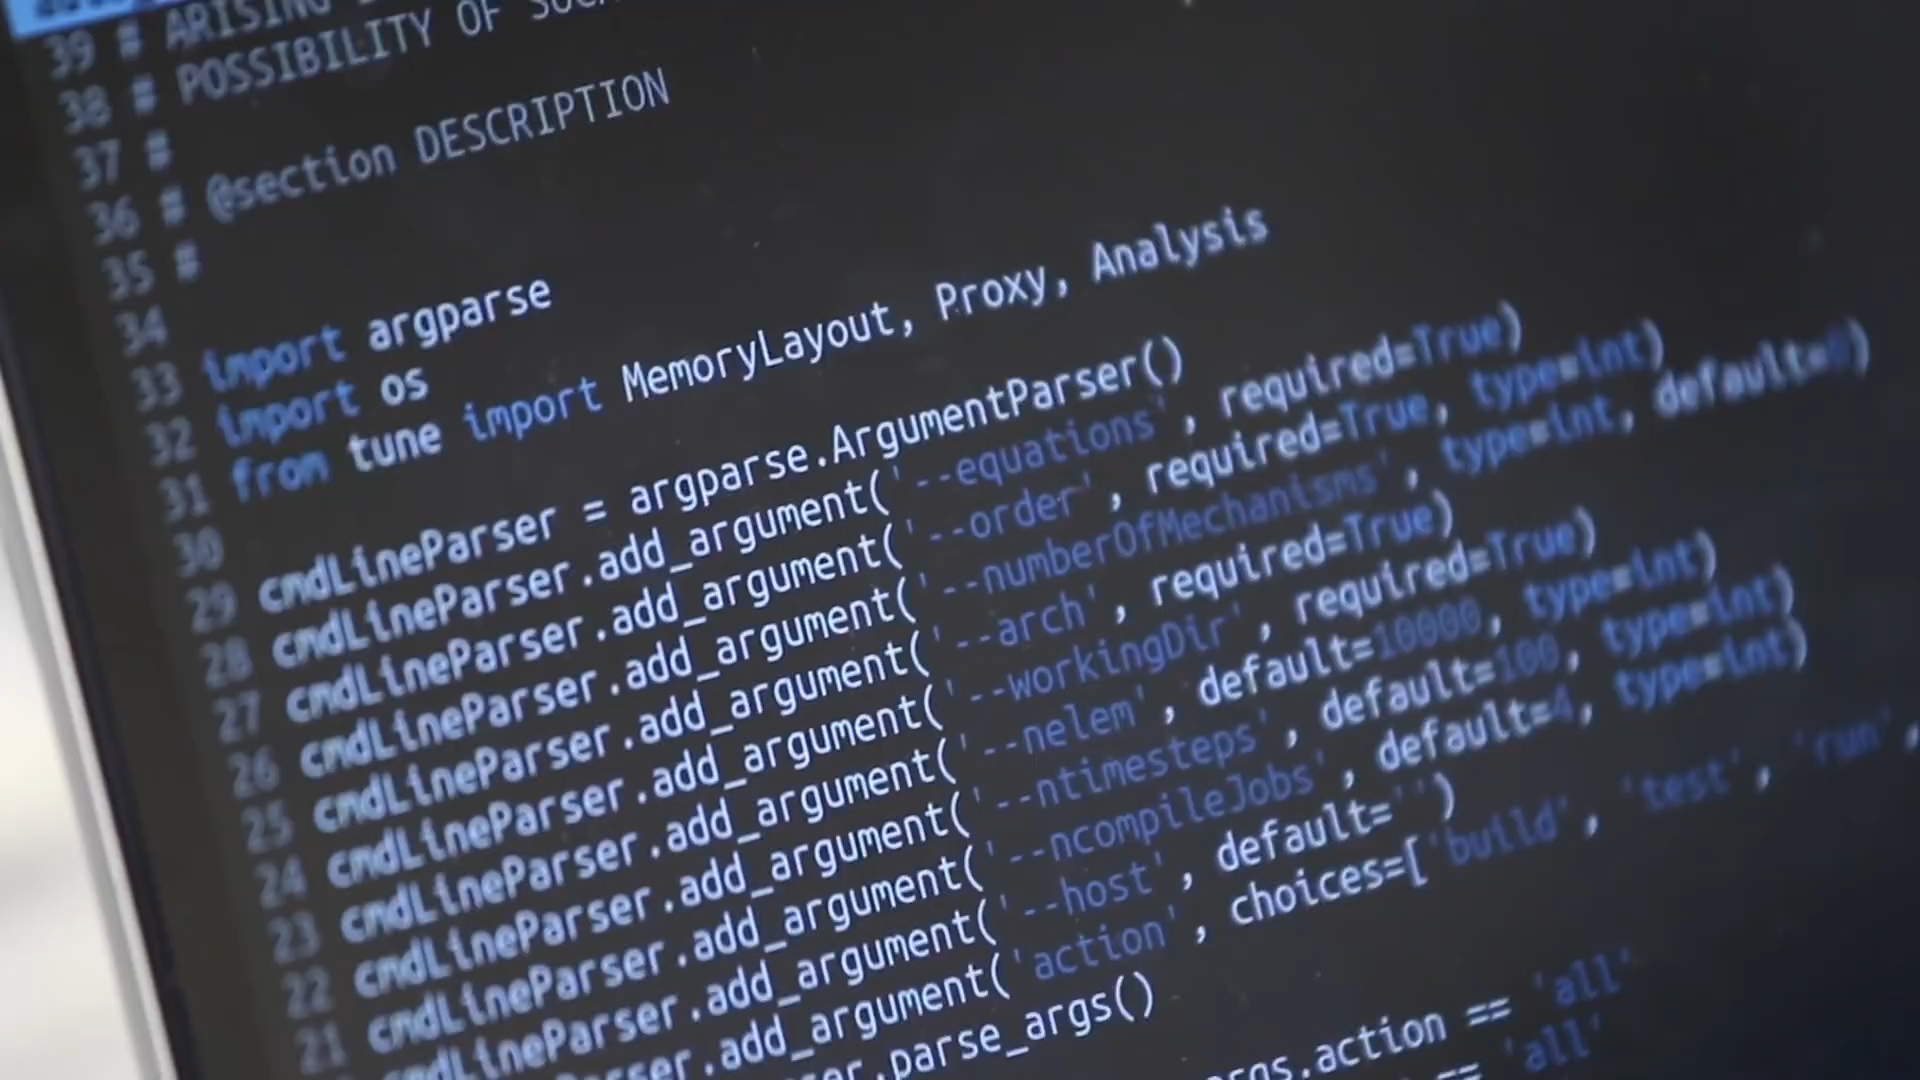 39 # ARISING
38 # POSSIBILITY OF
37 #
36 # @section DESCRIPTION
35 #
34
33 import argparse
32 import os
31 from tune import MemoryLayout, Proxy, Analysis
30
29 cmdLineParser = argparse.ArgumentParser()
28 cmdLineParser.add_argument('--equations', required=True)
27 cmdLineParser.add_argument('--order', required=True, type=int)
26 cmdLineParser.add_argument('--numberOfMechanisms', type=int, default=0)
25 cmdLineParser.add_argument('--arch', required=True)
24 cmdLineParser.add_argument('--workingDir', required=True)
23 cmdLineParser.add_argument('--nelem', default=10000, type=int)
22 cmdLineParser.add_argument('--ntimesteps', default=100, type=int)
21 cmdLineParser.add_argument('--ncompileJobs', default=4, type=int)
cmdLineParser.add_argument('--host', default='')
ser.add_argument('action', choices=['build', 'test', 'run',
er.parse_args()
args.action == 'all'
== 'all'